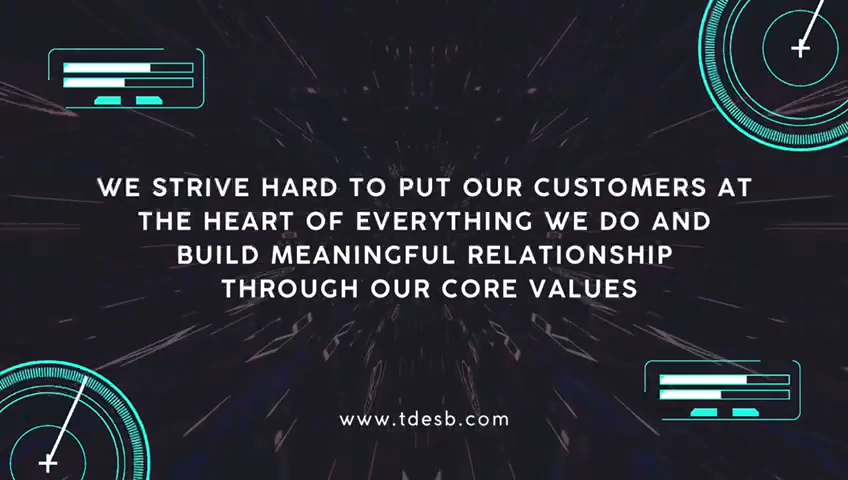 WE STRIVE HARD TO PUT OUR CUSTOMERS AT
THE HEART OF EVERYTHING WE DO AND
BUILD MEANINGFUL RELATIONSHIP
THROUGH OUR CORE VALUES
www.tdesb.com